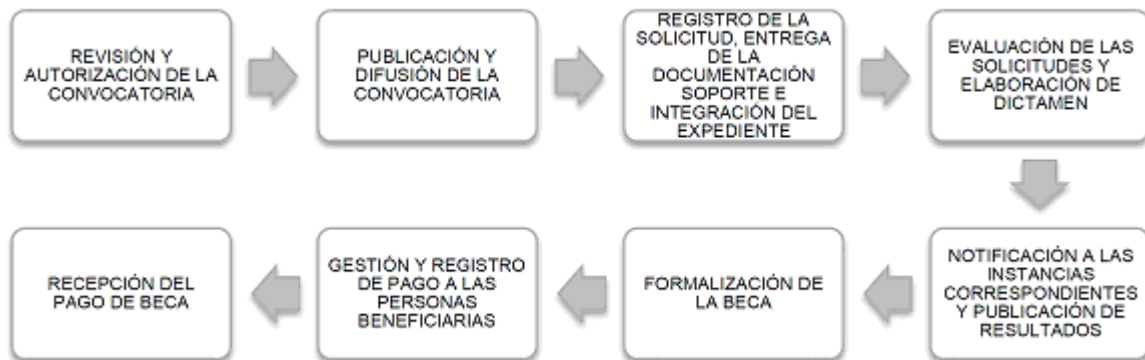 REVISIÓN Y
AUTORIZACIÓN DE LA
CONVOCATORIA
PUBLICACIÓN Y
DIFUSIÓN DE LA
CONVOCATORIA
REGISTRO DE LA
SOLICITUD, ENTREGA
DE LA
DOCUMENTACIÓN
SOPORTE E
INTEGRACIÓN DEL
EXPEDIENTE
EVALUACIÓN DE LAS
SOLICITUDES Y
ELABORACIÓN DE
DICTAMEN
NOTIFICACIÓN A LAS
INSTANCIAS
CORRESPONDIENTES
Y PUBLICACIÓN DE
RESULTADOS
FORMALIZACIÓN DE
LA BECA
GESTIÓN Y REGISTRO
DE PAGO A LAS
PERSONAS
BENEFICIARIAS
RECEPCIÓN DEL
PAGO DE BECA